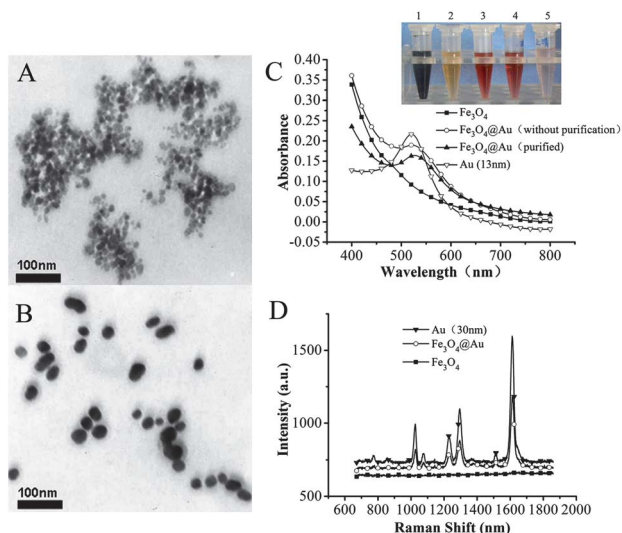 A
100nm
B
100nm
C
1 2 3 4 5
Fe₃O₄
Fe₃O₄@Au（without purification）
Fe₃O₄@Au（purified）
Au (13nm)
Absorbance
0.40
0.35
0.30
0.25
0.20
0.15
0.10
0.05
0.00
-0.05
400 500 600 700 800
Wavelength（nm）
D
Au（30nm）
Fe₃O₄@Au
Fe₃O₄
Intensity (a.u.)
1500
1000
500
600 800 1000 1200 1400 1600 1800 2000
Raman Shift (nm)